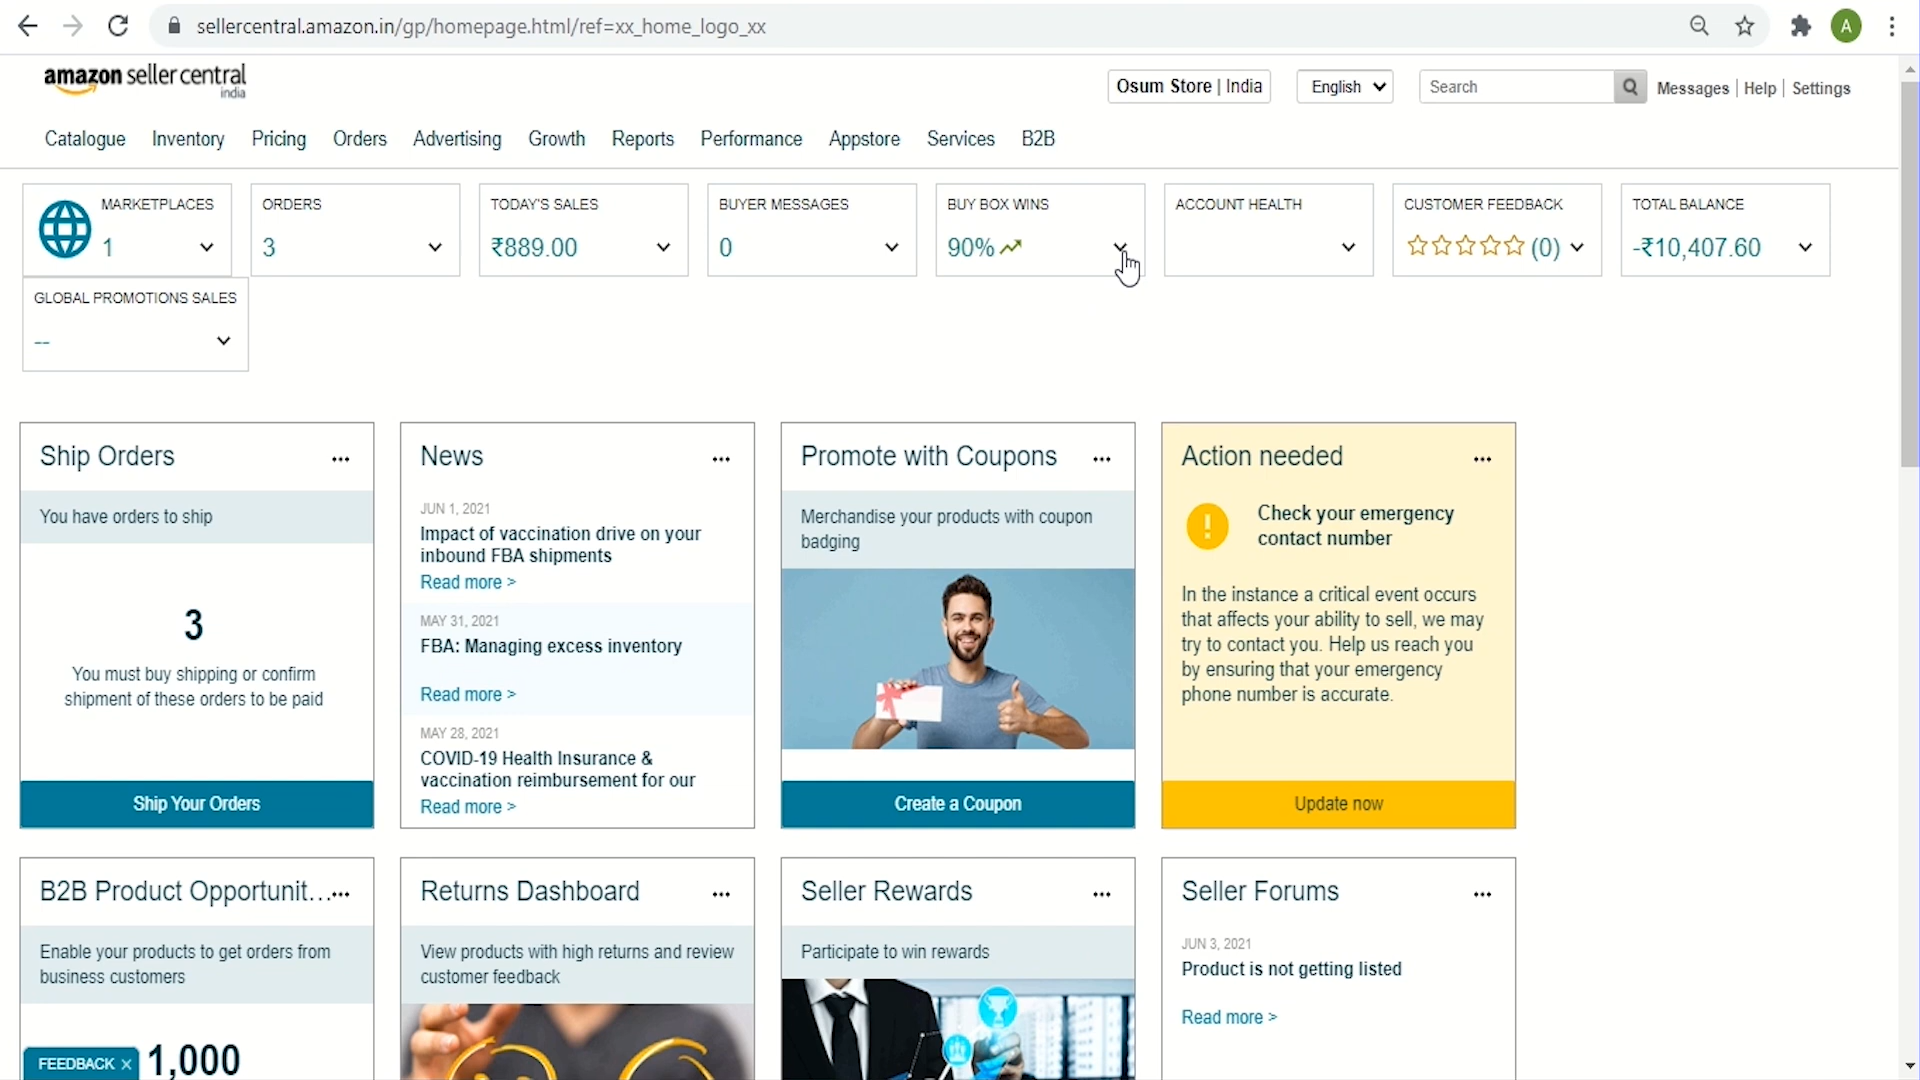 sellercentral.amazon.in/gp/homepage.html/ref=xx_home_logo_xx
A
amazon seller central
india
Osum Store | India
English
Search
Messages | Help | Settings
Catalogue Inventory Pricing Orders Advertising Growth Reports Performance Appstore Services B2B
MARKETPLACES
1
ORDERS
3
TODAY'S SALES
₹889.00
BUYER MESSAGES
0
BUY BOX WINS
90%
ACCOUNT HEALTH
CUSTOMER FEEDBACK
(0)
TOTAL BALANCE
-₹10,407.60
GLOBAL PROMOTIONS SALES
--
Ship Orders
You have orders to ship
3
You must buy shipping or confirm
shipment of these orders to be paid
Ship Your Orders
News
JUN 1, 2021
Impact of vaccination drive on your
inbound FBA shipments
Read more >
MAY 31, 2021
FBA: Managing excess inventory
Read more >
MAY 28, 2021
COVID-19 Health Insurance &
vaccination reimbursement for our
Read more >
Promote with Coupons
Merchandise your products with coupon
badging
Create a Coupon
Action needed
Check your emergency
contact number
In the instance a critical event occurs
that affects your ability to sell, we may
try to contact you. Help us reach you
by ensuring that your emergency
phone number is accurate.
Update now
B2B Product Opportunit...
Enable your products to get orders from
business customers
FEEDBACK ×
1,000
Returns Dashboard
View products with high returns and review
customer feedback
Seller Rewards
Participate to win rewards
Seller Forums
JUN 3, 2021
Product is not getting listed
Read more >